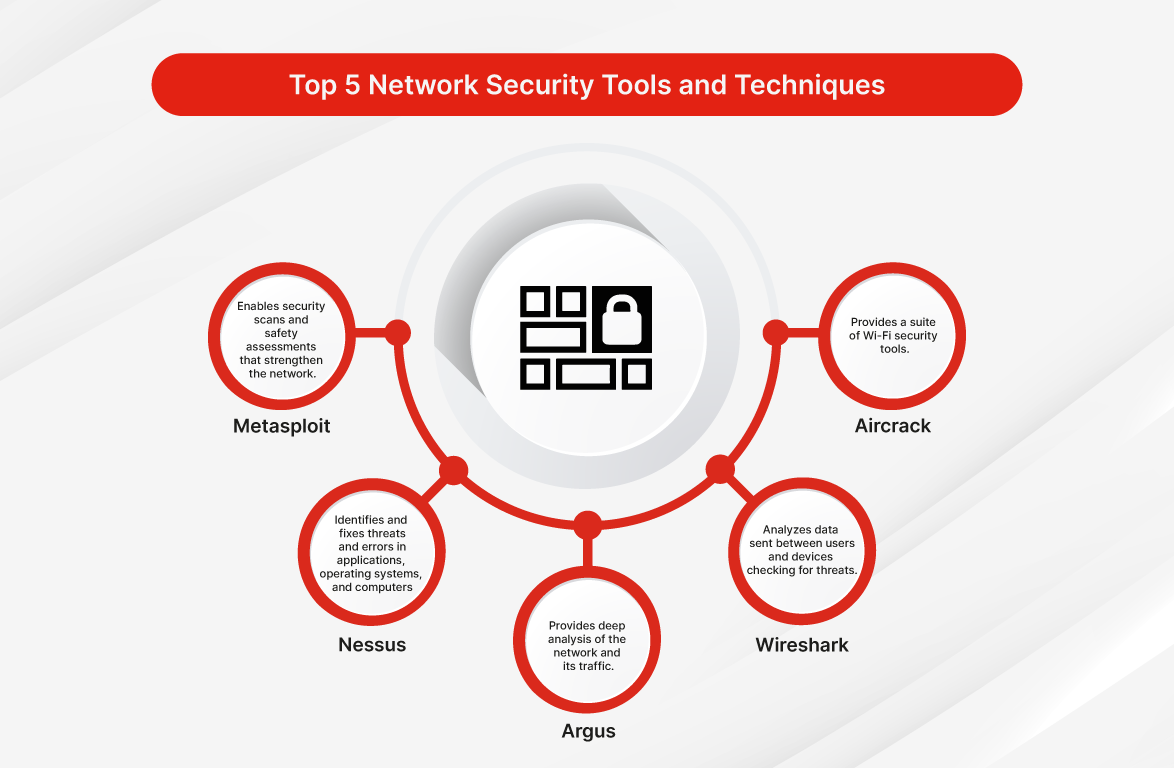 Top 5 Network Security Tools and Techniques
Enables security
scans and
safety
assessments
that strengthen
the network.
Metasploit
Identifies and
fixes threats
and errors in
applications,
operating systems,
and computers
Nessus
Provides deep
analysis of the
network and
its traffic.
Argus
Analyzes data
sent between users
and devices
checking for threats.
Wireshark
Provides a suite
of Wi-Fi security
tools.
Aircrack